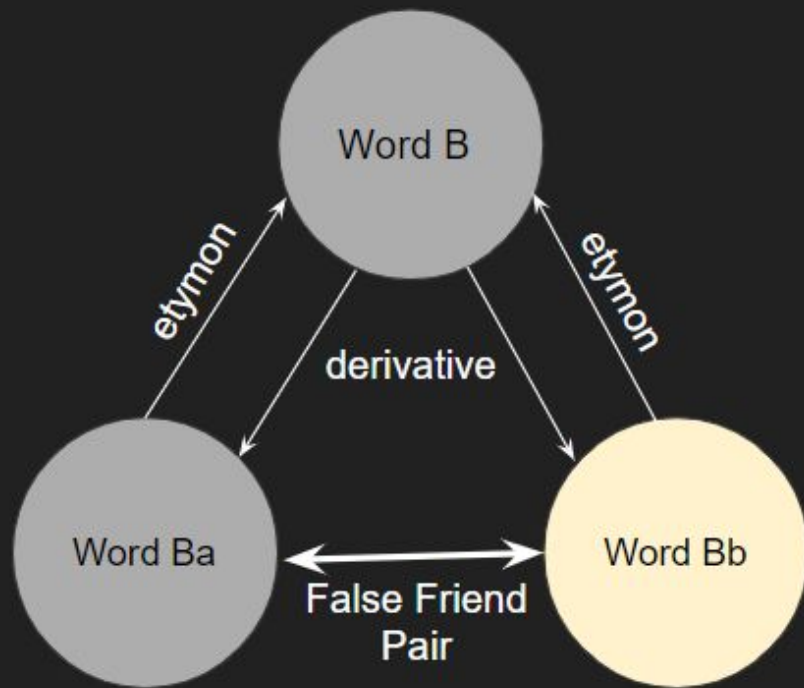 Word B
etymon
etymon
derivative
Word Ba
Word Bb
False Friend
Pair